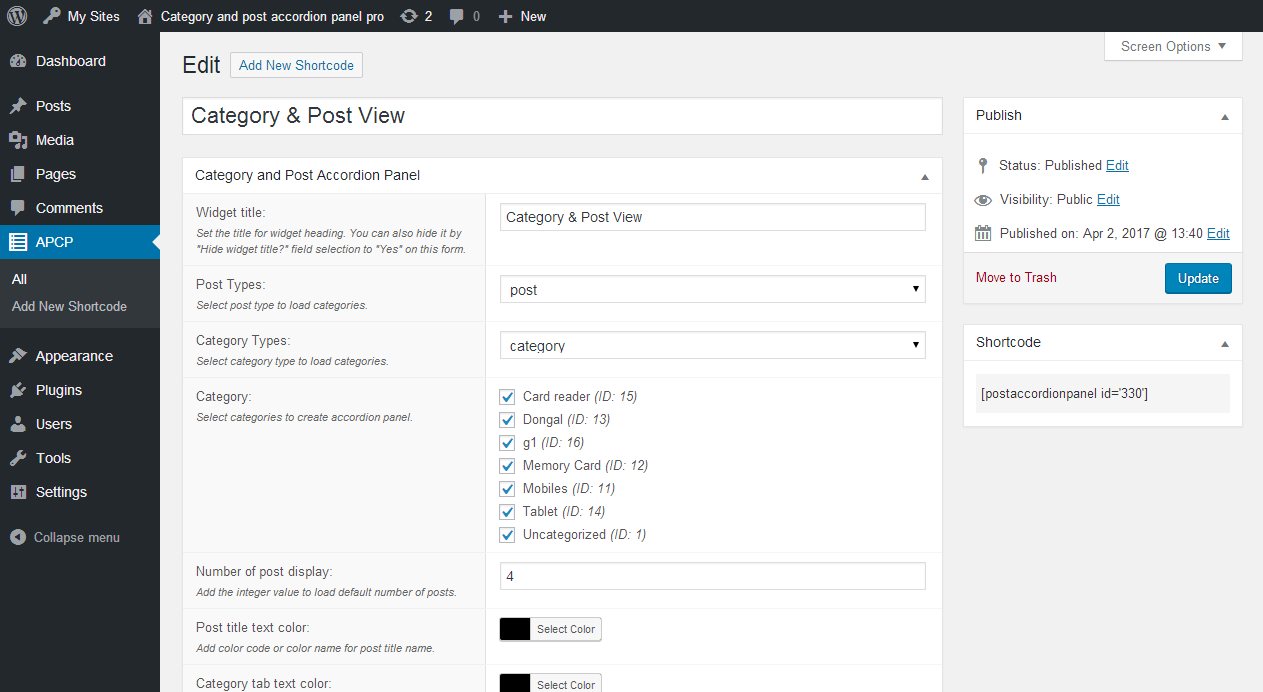 My Sites Category and post accordion panel pro 2 0 New
Screen Options
Dashboard
Posts
Media
Pages
Comments
APCP
All
Add New Shortcode
Appearance
Plugins
Users
Tools
Settings
Collapse menu
Edit Add New Shortcode
Category & Post View
Category and Post Accordion Panel
Widget title:
Set the title for widget heading. You can also hide it by
"Hide widget title?" field selection to "Yes" on this form.
Category & Post View
Post Types:
Select post type to load categories.
post
Category Types:
Select category type to load categories.
category
Category:
Select categories to create accordion panel.
Card reader (ID: 15)
Dongal (ID: 13)
g1 (ID: 16)
Memory Card (ID: 12)
Mobiles (ID: 11)
Tablet (ID: 14)
Uncategorized (ID: 1)
Number of post display:
Add the integer value to load default number of posts.
4
Post title text color:
Add color code or color name for post title name.
Select Color
Category tab text color:
Select Color
Publish
Status: Published Edit
Visibility: Public Edit
Published on: Apr 2, 2017 @ 13:40 Edit
Move to Trash Update
Shortcode
[postaccordionpanel id='330']